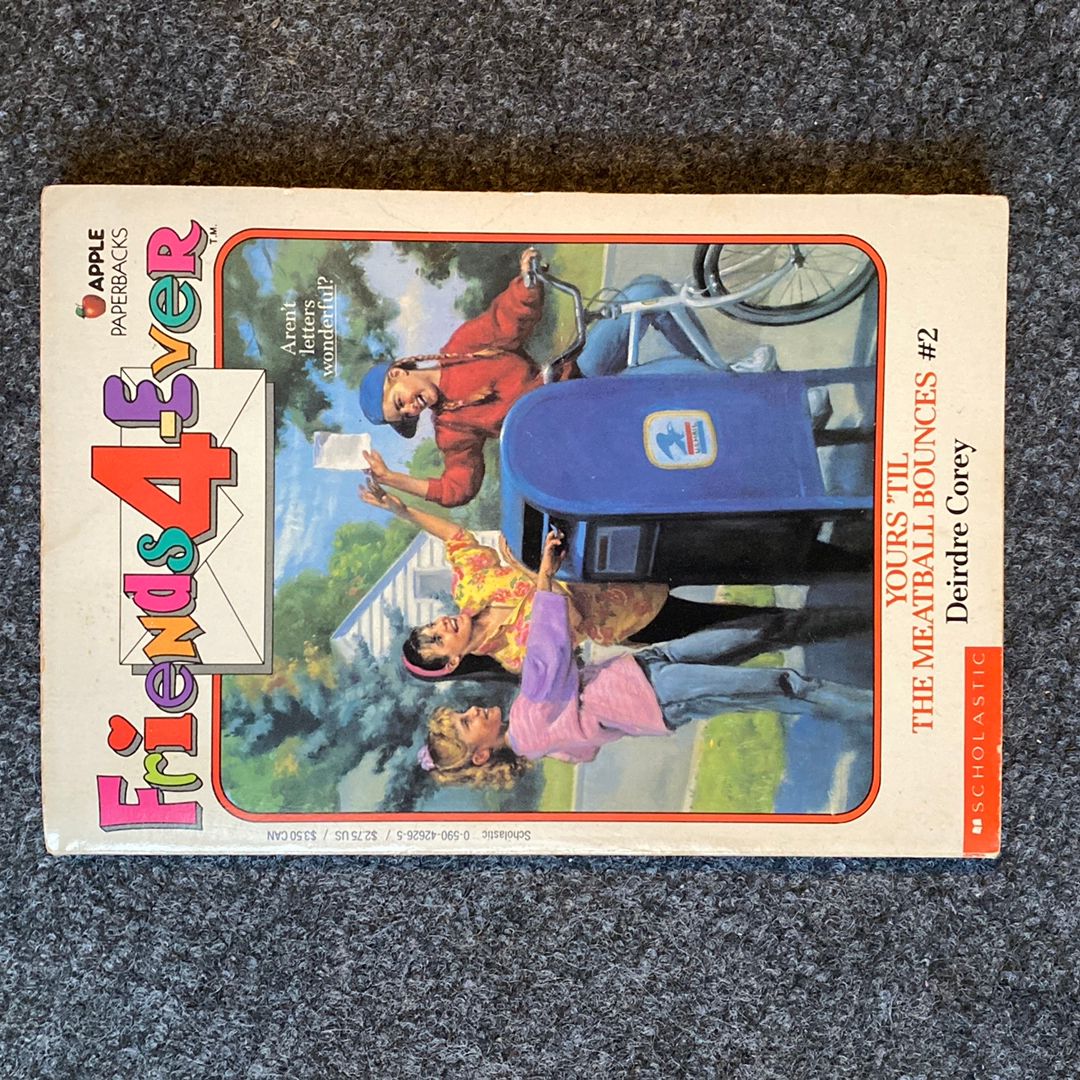 APPLE
PAPERBACKS
Friends 4-Ever
T.M.
Aren't
letters
wonderful?
U.S. MAIL
YOURS 'TIL
THE MEATBALL BOUNCES #2
Deirdre Corey
SCHOLASTIC
Scholastic 0-590-42626-5 / $2.75 US / $3.50 CAN